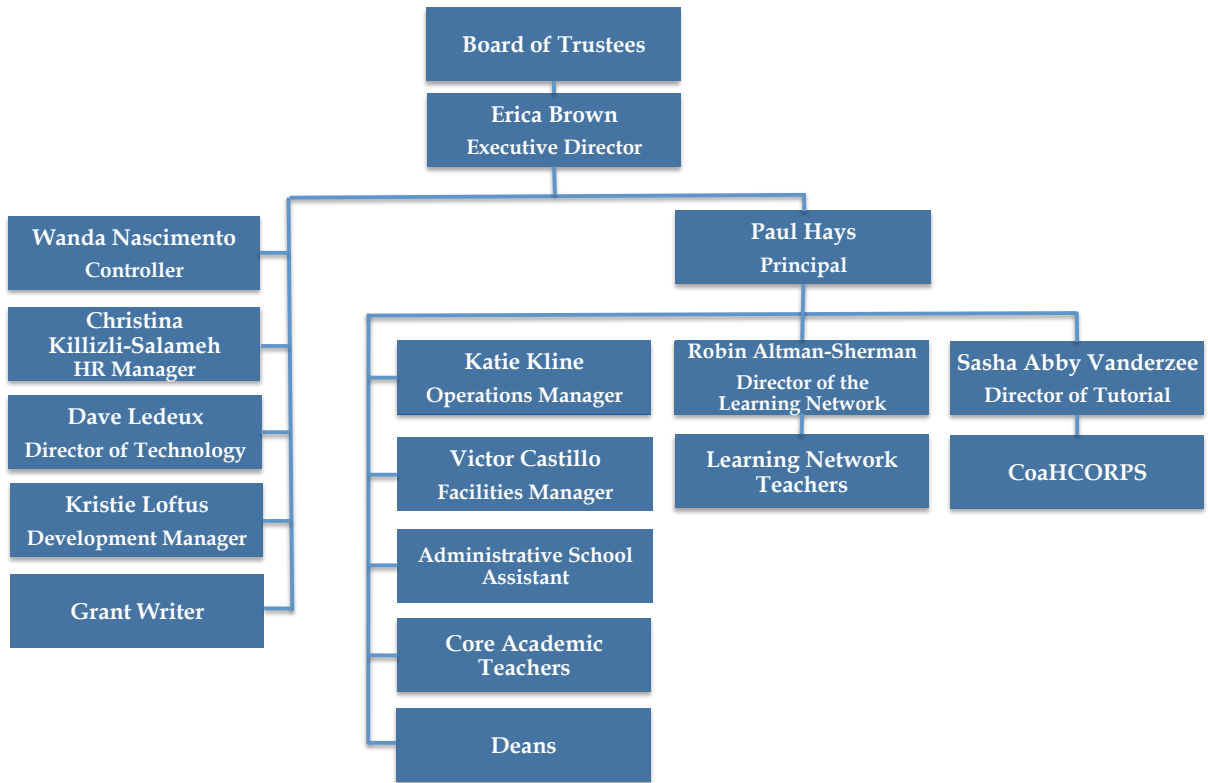 Board of Trustees
Erica Brown
Executive Director
Wanda Nascimento
Controller
Christina
Killizli-Salameh
HR Manager
Dave Ledeux
Director of Technology
Kristie Loftus
Development Manager
Grant Writer
Paul Hays
Principal
Katie Kline
Operations Manager
Victor Castillo
Facilities Manager
Administrative School
Assistant
Core Academic
Teachers
Deans
Robin Altman-Sherman
Director of the
Learning Network
Learning Network
Teachers
Sasha Abby Vanderzee
Director of Tutorial
CoaHCORPS